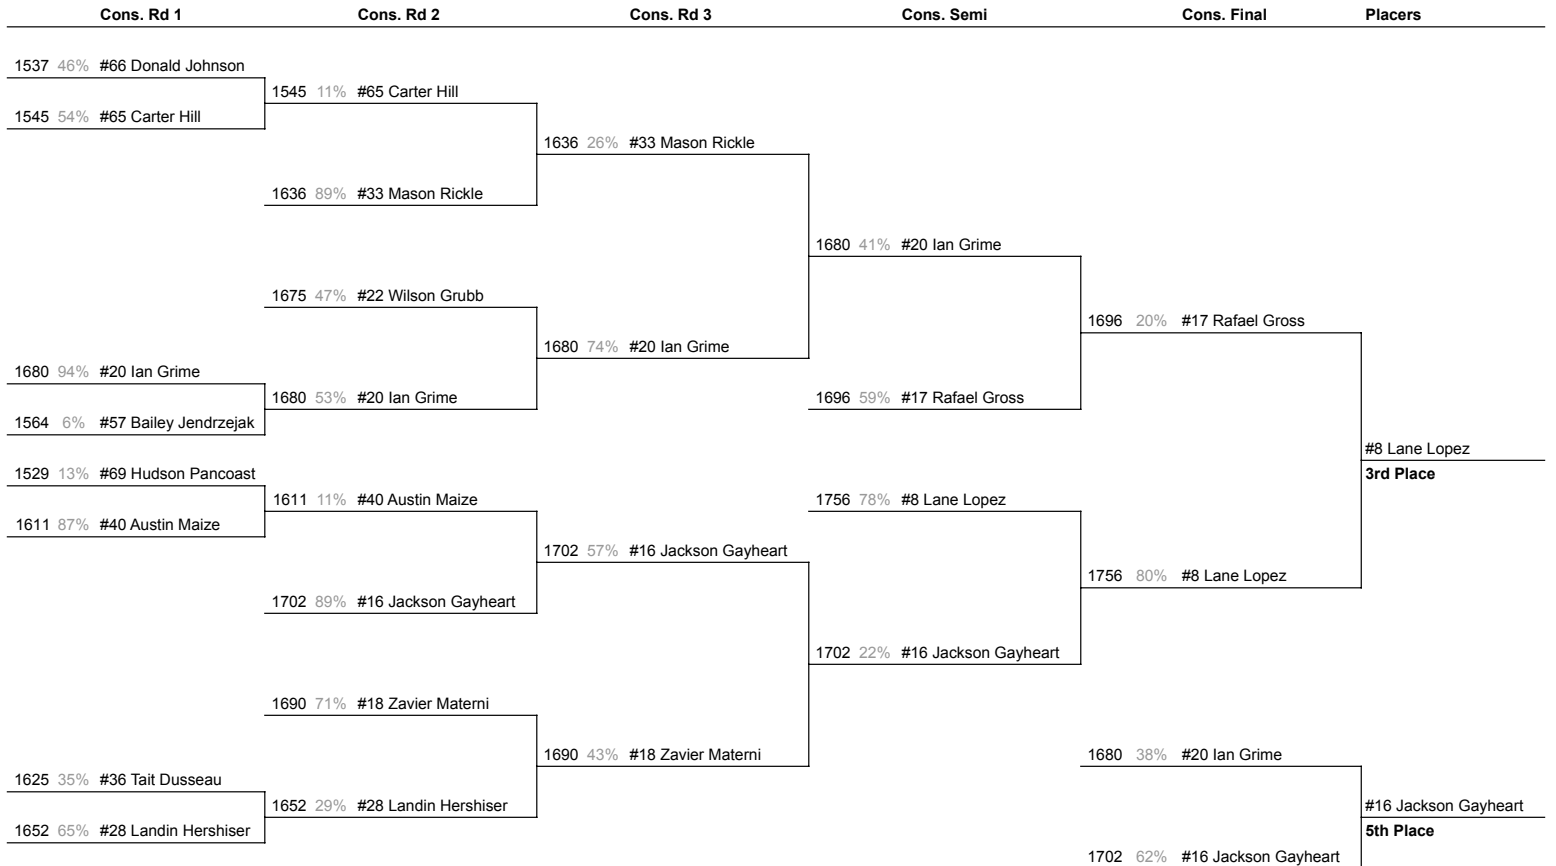 Cons. Rd 1 Cons. Rd 2 Cons. Rd 3 Cons. Semi Cons. Final Placers
1537 46% #66 Donald Johnson
1545 11% #65 Carter Hill
1545 54% #65 Carter Hill
1636 26% #33 Mason Rickle
1636 89% #33 Mason Rickle
1680 41% #20 Ian Grime
1675 47% #22 Wilson Grubb
1696 20% #17 Rafael Gross
1680 74% #20 Ian Grime
1680 94% #20 Ian Grime
1680 53% #20 Ian Grime 1696 59% #17 Rafael Gross
1564 6% #57 Bailey Jendrzejak
#8 Lane Lopez
1529 13% #69 Hudson Pancoast 3rd Place
1611 11% #40 Austin Maize 1756 78% #8 Lane Lopez
1611 87% #40 Austin Maize
1702 57% #16 Jackson Gayheart
1756 80% #8 Lane Lopez
1702 89% #16 Jackson Gayheart
1702 22% #16 Jackson Gayheart
1690 71% #18 Zavier Materni
1690 43% #18 Zavier Materni 1680 38% #20 Ian Grime
1625 35% #36 Tait Dusseau
1652 29% #28 Landin Hershiser #16 Jackson Gayheart
1652 65% #28 Landin Hershiser 5th Place
1702 62% #16 Jackson Gayheart